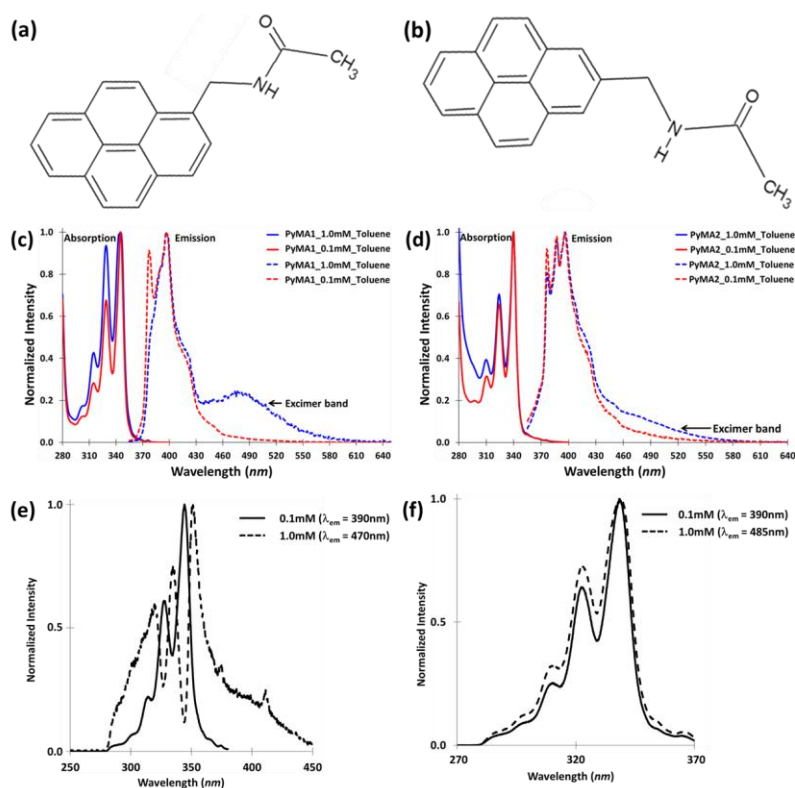 (a)
O
NH
CH3
(b)
O
N
H
CH3
(c)
Absorption
Emission
PyMA1_1.0mM_Toluene
PyMA1_0.1mM_Toluene
PyMA1_1.0mM_Toluene
PyMA1_0.1mM_Toluene
Excimer band
Normalized Intensity
1.0
0.8
0.6
0.4
0.2
0.0
280 310 340 370 400 430 460 490 520 550 580 610 640
Wavelength (nm)
(d)
Absorption
Emission
PyMA2_1.0mM_Toluene
PyMA2_0.1mM_Toluene
PyMA2_1.0mM_Toluene
PyMA2_0.1mM_Toluene
Excimer band
Normalized Intensity
1.0
0.8
0.6
0.4
0.2
0.0
280 310 340 370 400 430 460 490 520 550 580 610 640
Wavelength (nm)
(e)
0.1mM (λem = 390nm)
1.0mM (λem = 470nm)
Normalized Intensity
1.0
0.5
0.0
250 300 350 400 450
Wavelength (nm)
(f)
0.1mM (λem = 390nm)
1.0mM (λem = 485nm)
Normalized Intensity
1.0
0.5
0.0
270 320 370
Wavelength (nm)